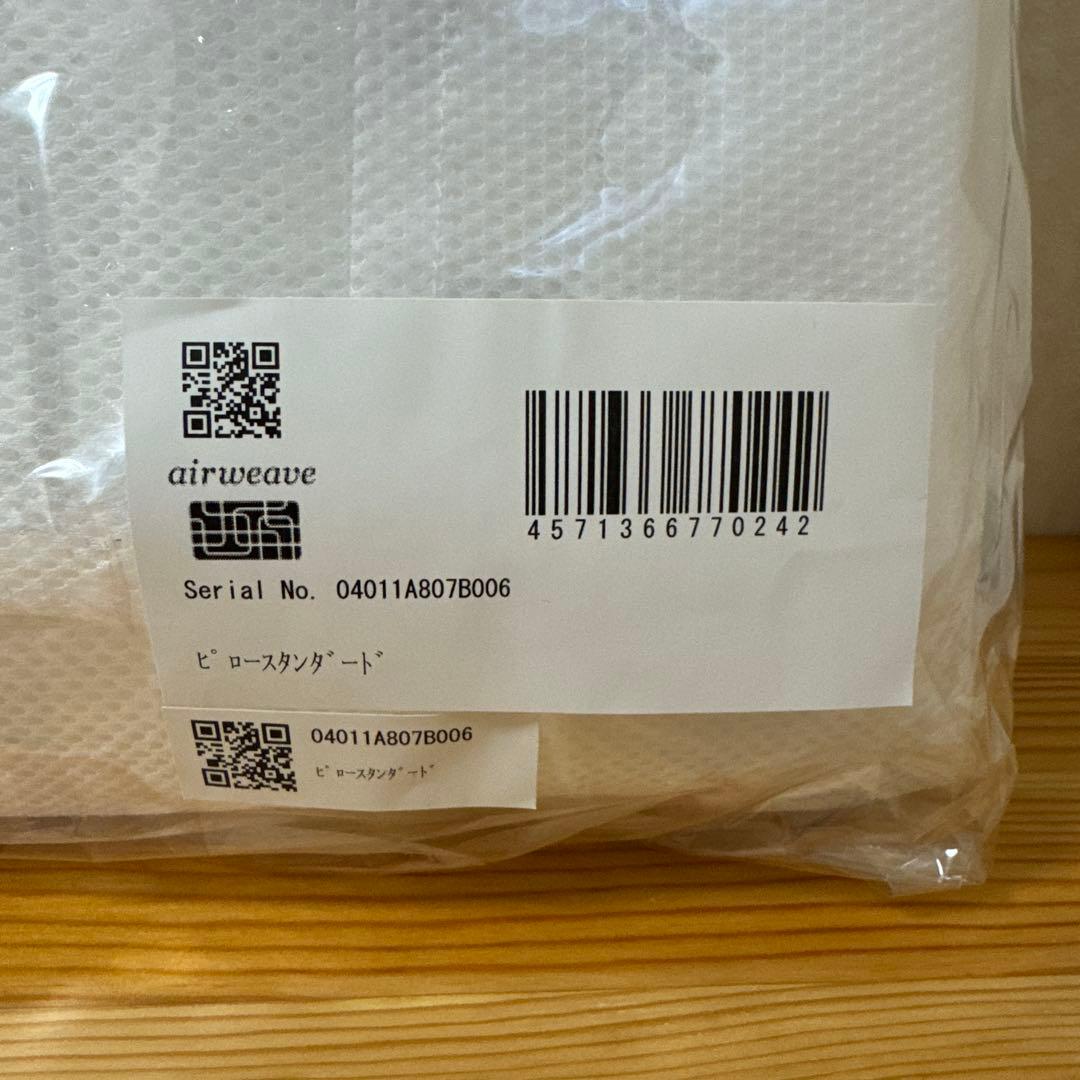 airweave
4571366770242
Serial No. 04011A807B006
ﾋﾟﾛｰｽﾀﾝﾀﾞｰﾄﾞ
04011A807B006
ﾋﾟﾛｰｽﾀﾝﾀﾞｰﾄﾞ